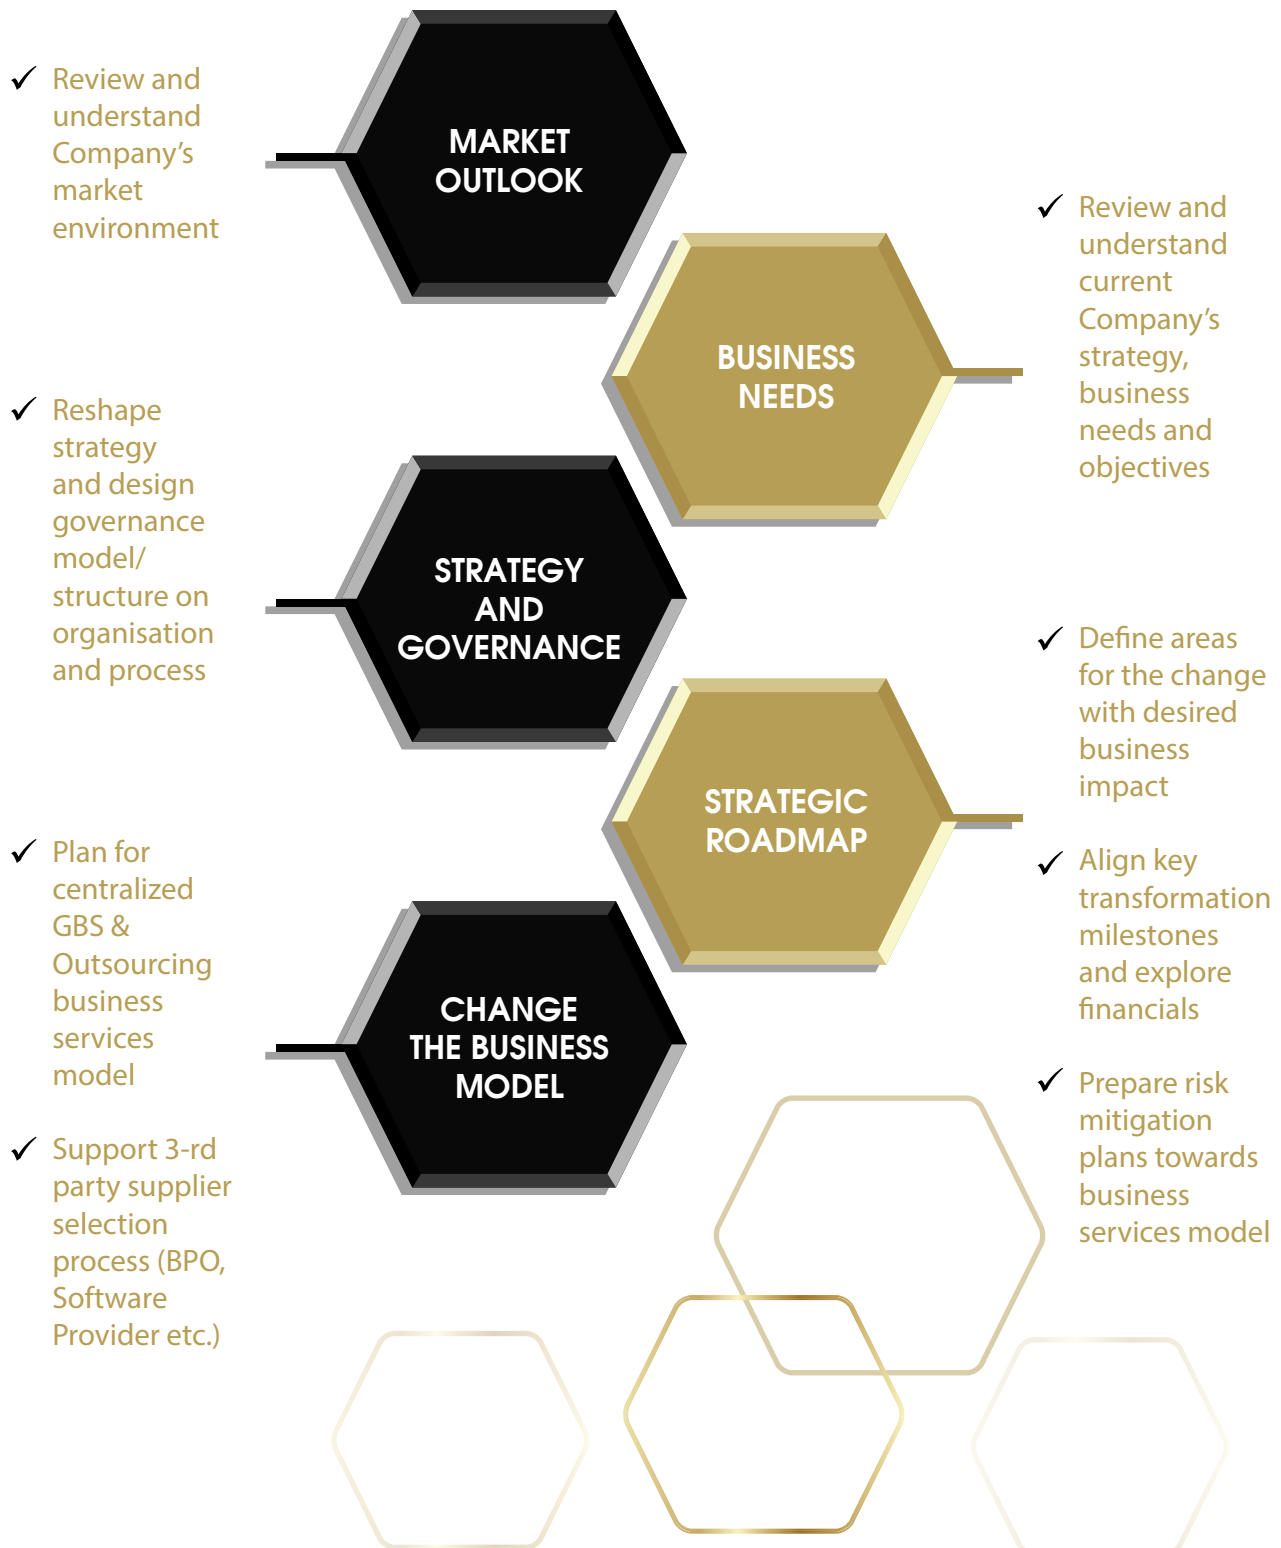 Review and
understand
Company’s
market
environment
MARKET
OUTLOOK
Review and
understand
current
Company’s
strategy,
business
needs and
objectives
BUSINESS
NEEDS
Reshape
strategy
and design
governance
model/
structure on
organisation
and process
STRATEGY
AND
GOVERNANCE
Define areas
for the change
with desired
business
impact
Align key
transformation
milestones
and explore
financials
Prepare risk
mitigation
plans towards
business
services model
STRATEGIC
ROADMAP
Plan for
centralized
GBS &
Outsourcing
business
services
model
Support 3-rd
party supplier
selection
process (BPO,
Software
Provider etc.)
CHANGE
THE BUSINESS
MODEL